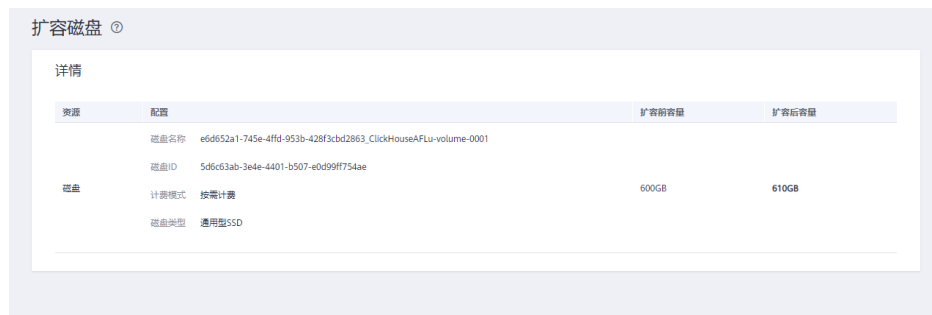 扩容磁盘 ?
详情
资源 配置 扩容前容量 扩容后容量
磁盘名称 e6d652a1-745e-4ffd-953b-428f3cbd2863_ClickHouseAFLu-volume-0001
磁盘ID 5d6c63ab-3e4e-4401-b507-e0d99ff754ae
磁盘 600GB 610GB
计费模式 按需计费
磁盘类型 通用型SSD